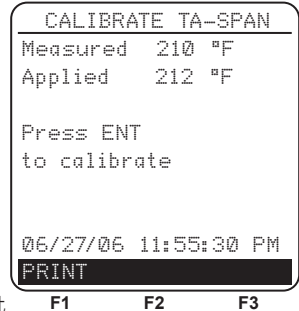 CALIBRATE TA-SPAN
Measured 210 °F
Applied 212 °F
Press ENT
to calibrate
06/27/06 11:55:30 PM
PRINT
F1 F2 F3